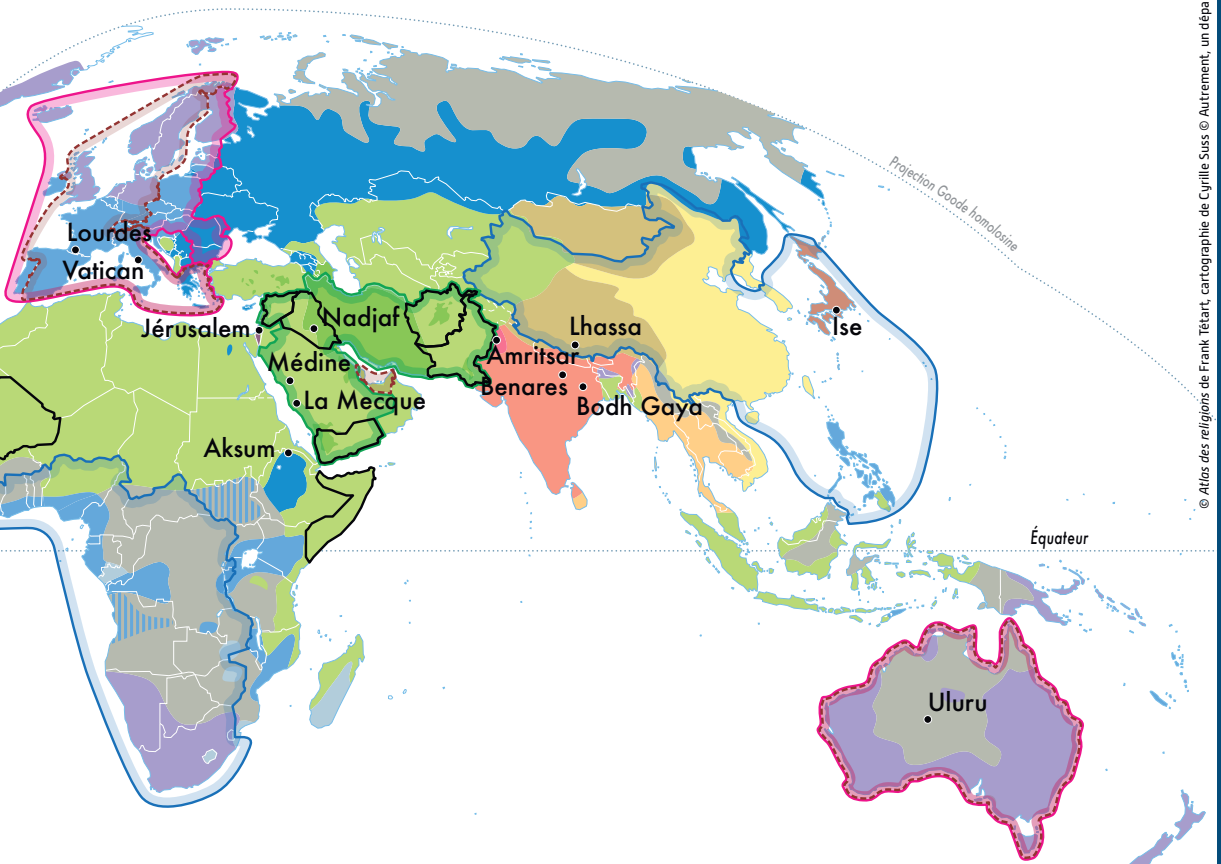 © Atlas des religions de Frank Tétart, cartographie de Cyrille Suss © Autrement, un dépa
Projection Goode homolosine
Lourdes
Vatican
Jérusalem
Nadjaf
Lhassa
Ise
Médine
Amritsar
La Mecque
Benares
Bodh Gaya
Aksum
Équateur
Uluru